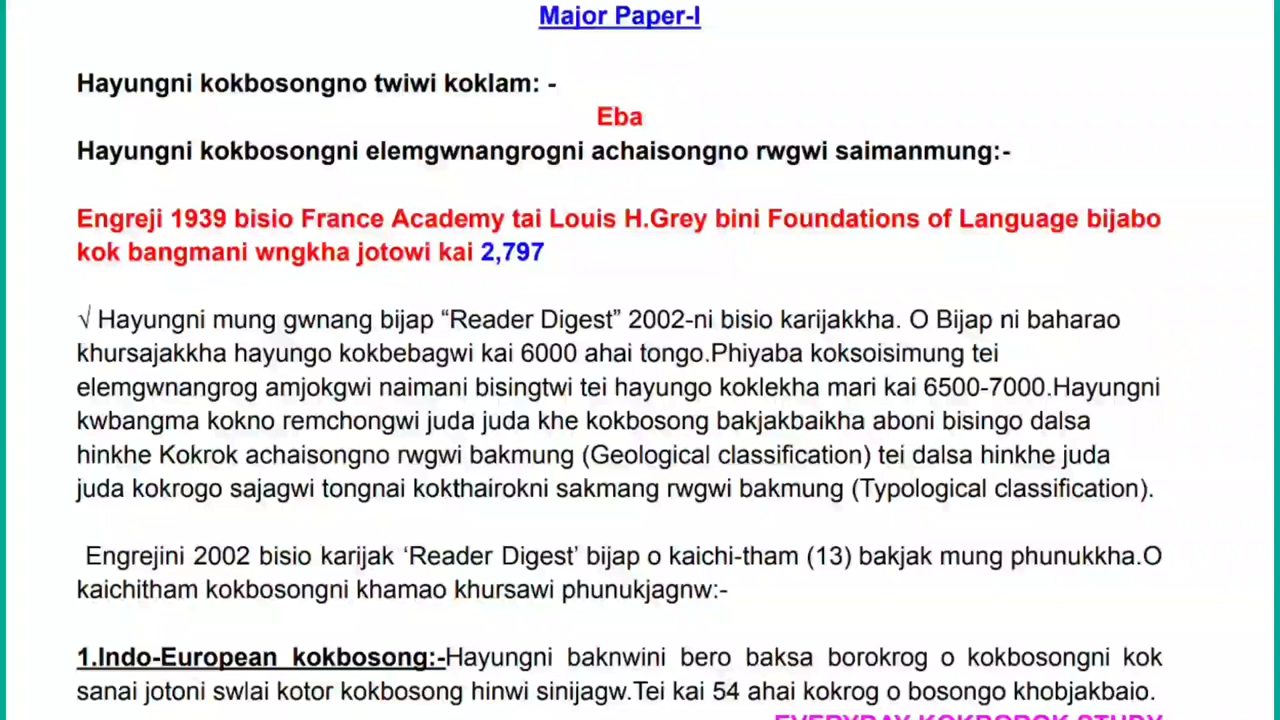 Major Paper-I
Hayungni kokbosongno twiwi koklam: -
Eba
Hayungni kokbosongni elemgwnangrogni achaisongno rwgwi saimanmung:-
Engreji 1939 bisio France Academy tai Louis H.Grey bini Foundations of Language bijabo
kok bangmani wngkha jotowi kai 2,797
√ Hayungni mung gwnang bijap “Reader Digest” 2002-ni bisio karijakkha. O Bijap ni baharao
khursajakkha hayungo kokbebagwi kai 6000 ahai tongo.Phiyaba koksoisimung tei
elemgwnangrog amjokgwi naimani bisingtwi tei hayungo koklekha mari kai 6500-7000.Hayungni
kwbangma kokno remchongwi juda juda khe kokbosong bakjakbaikha aboni bisingo dalsa
hinkhe Kokrok achaisongno rwgwi bakmung (Geological classification) tei dalsa hinkhe juda
juda kokrogo sajagwi tongnai kokthairokni sakmang rwgwi bakmung (Typological classification).
Engrejini 2002 bisio karijak ‘Reader Digest’ bijap o kaichi-tham (13) bakjak mung phunukkha.O
kaichitham kokbosongni khamao khursawi phunukjagnw:-
1.Indo-European kokbosong:-Hayungni baknwini bero baksa borokrog o kokbosongni kok
sanai jotoni swlai kotor kokbosong hinwi sinijagw.Tei kai 54 ahai kokrog o bosongo khobjakbaio.
EVERYDAY KOKBOROK STUDY